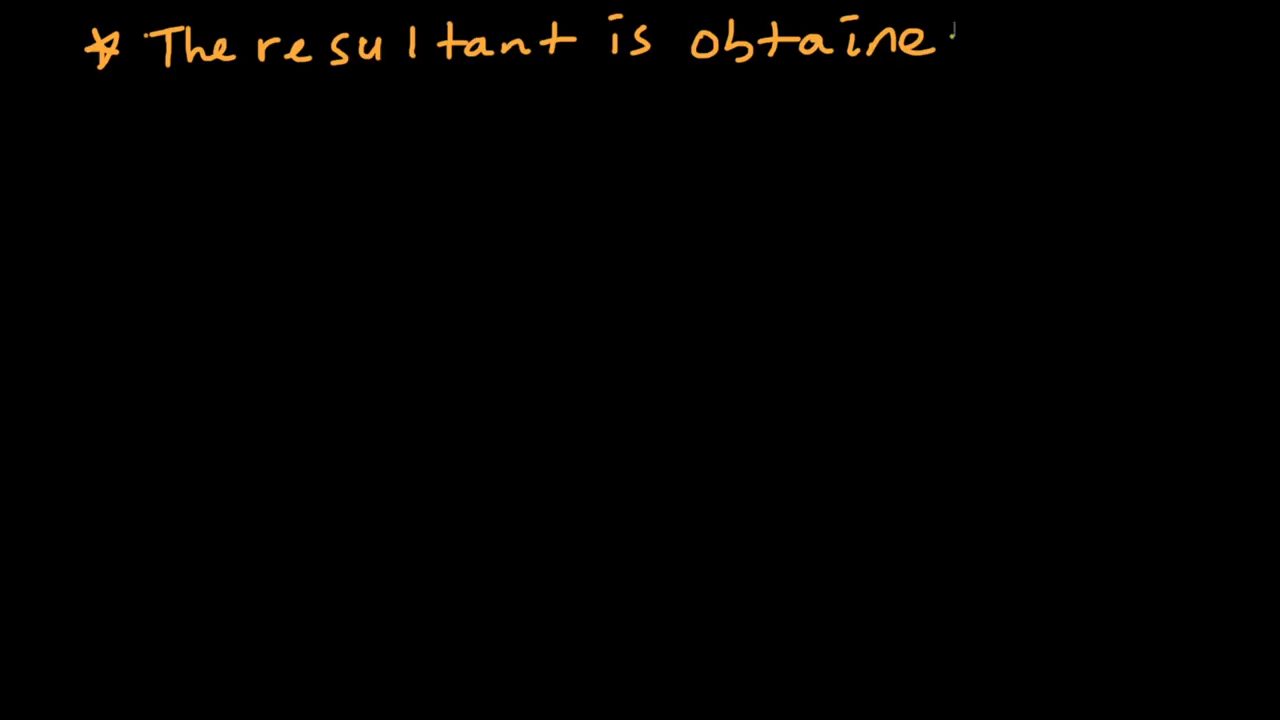 * The resultant is obtaine